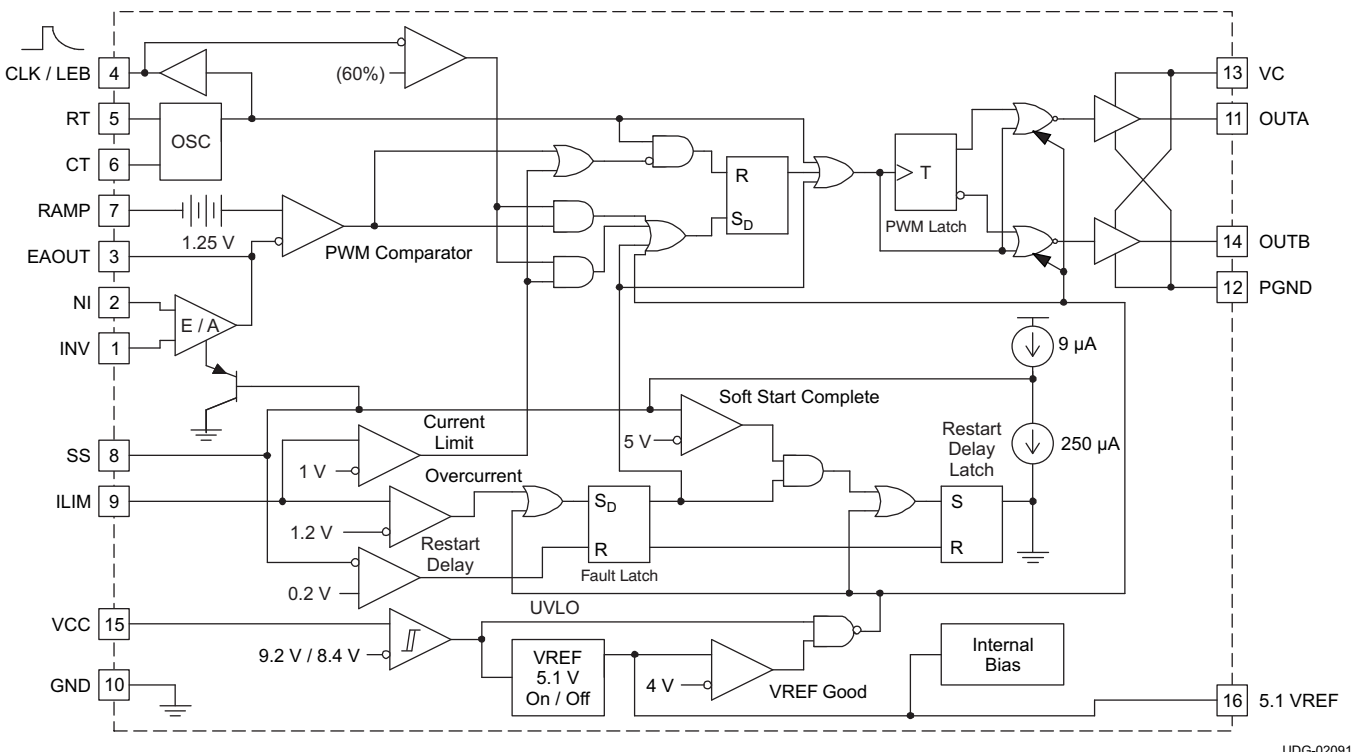 CLK / LEB
4
(60%)
13
VC
RT
5
OSC
11
OUTA
CT
6
R
T
RAMP
7
1.25 V
S_D
PWM Latch
PWM Comparator
EAOUT
3
14
OUTB
NI
2
E / A
12
PGND
INV
1
9 µA
Soft Start Complete
Current
Limit
5 V
Restart
Delay
Latch
250 µA
SS
8
1 V
Overcurrent
ILIM
9
S_D
S
1.2 V
Restart
Delay
R
R
Fault Latch
0.2 V
UVLO
VCC
15
9.2 V / 8.4 V
VREF
5.1 V
On / Off
Internal
Bias
GND
10
4 V
VREF Good
16
5.1 VREF
UDG-02091